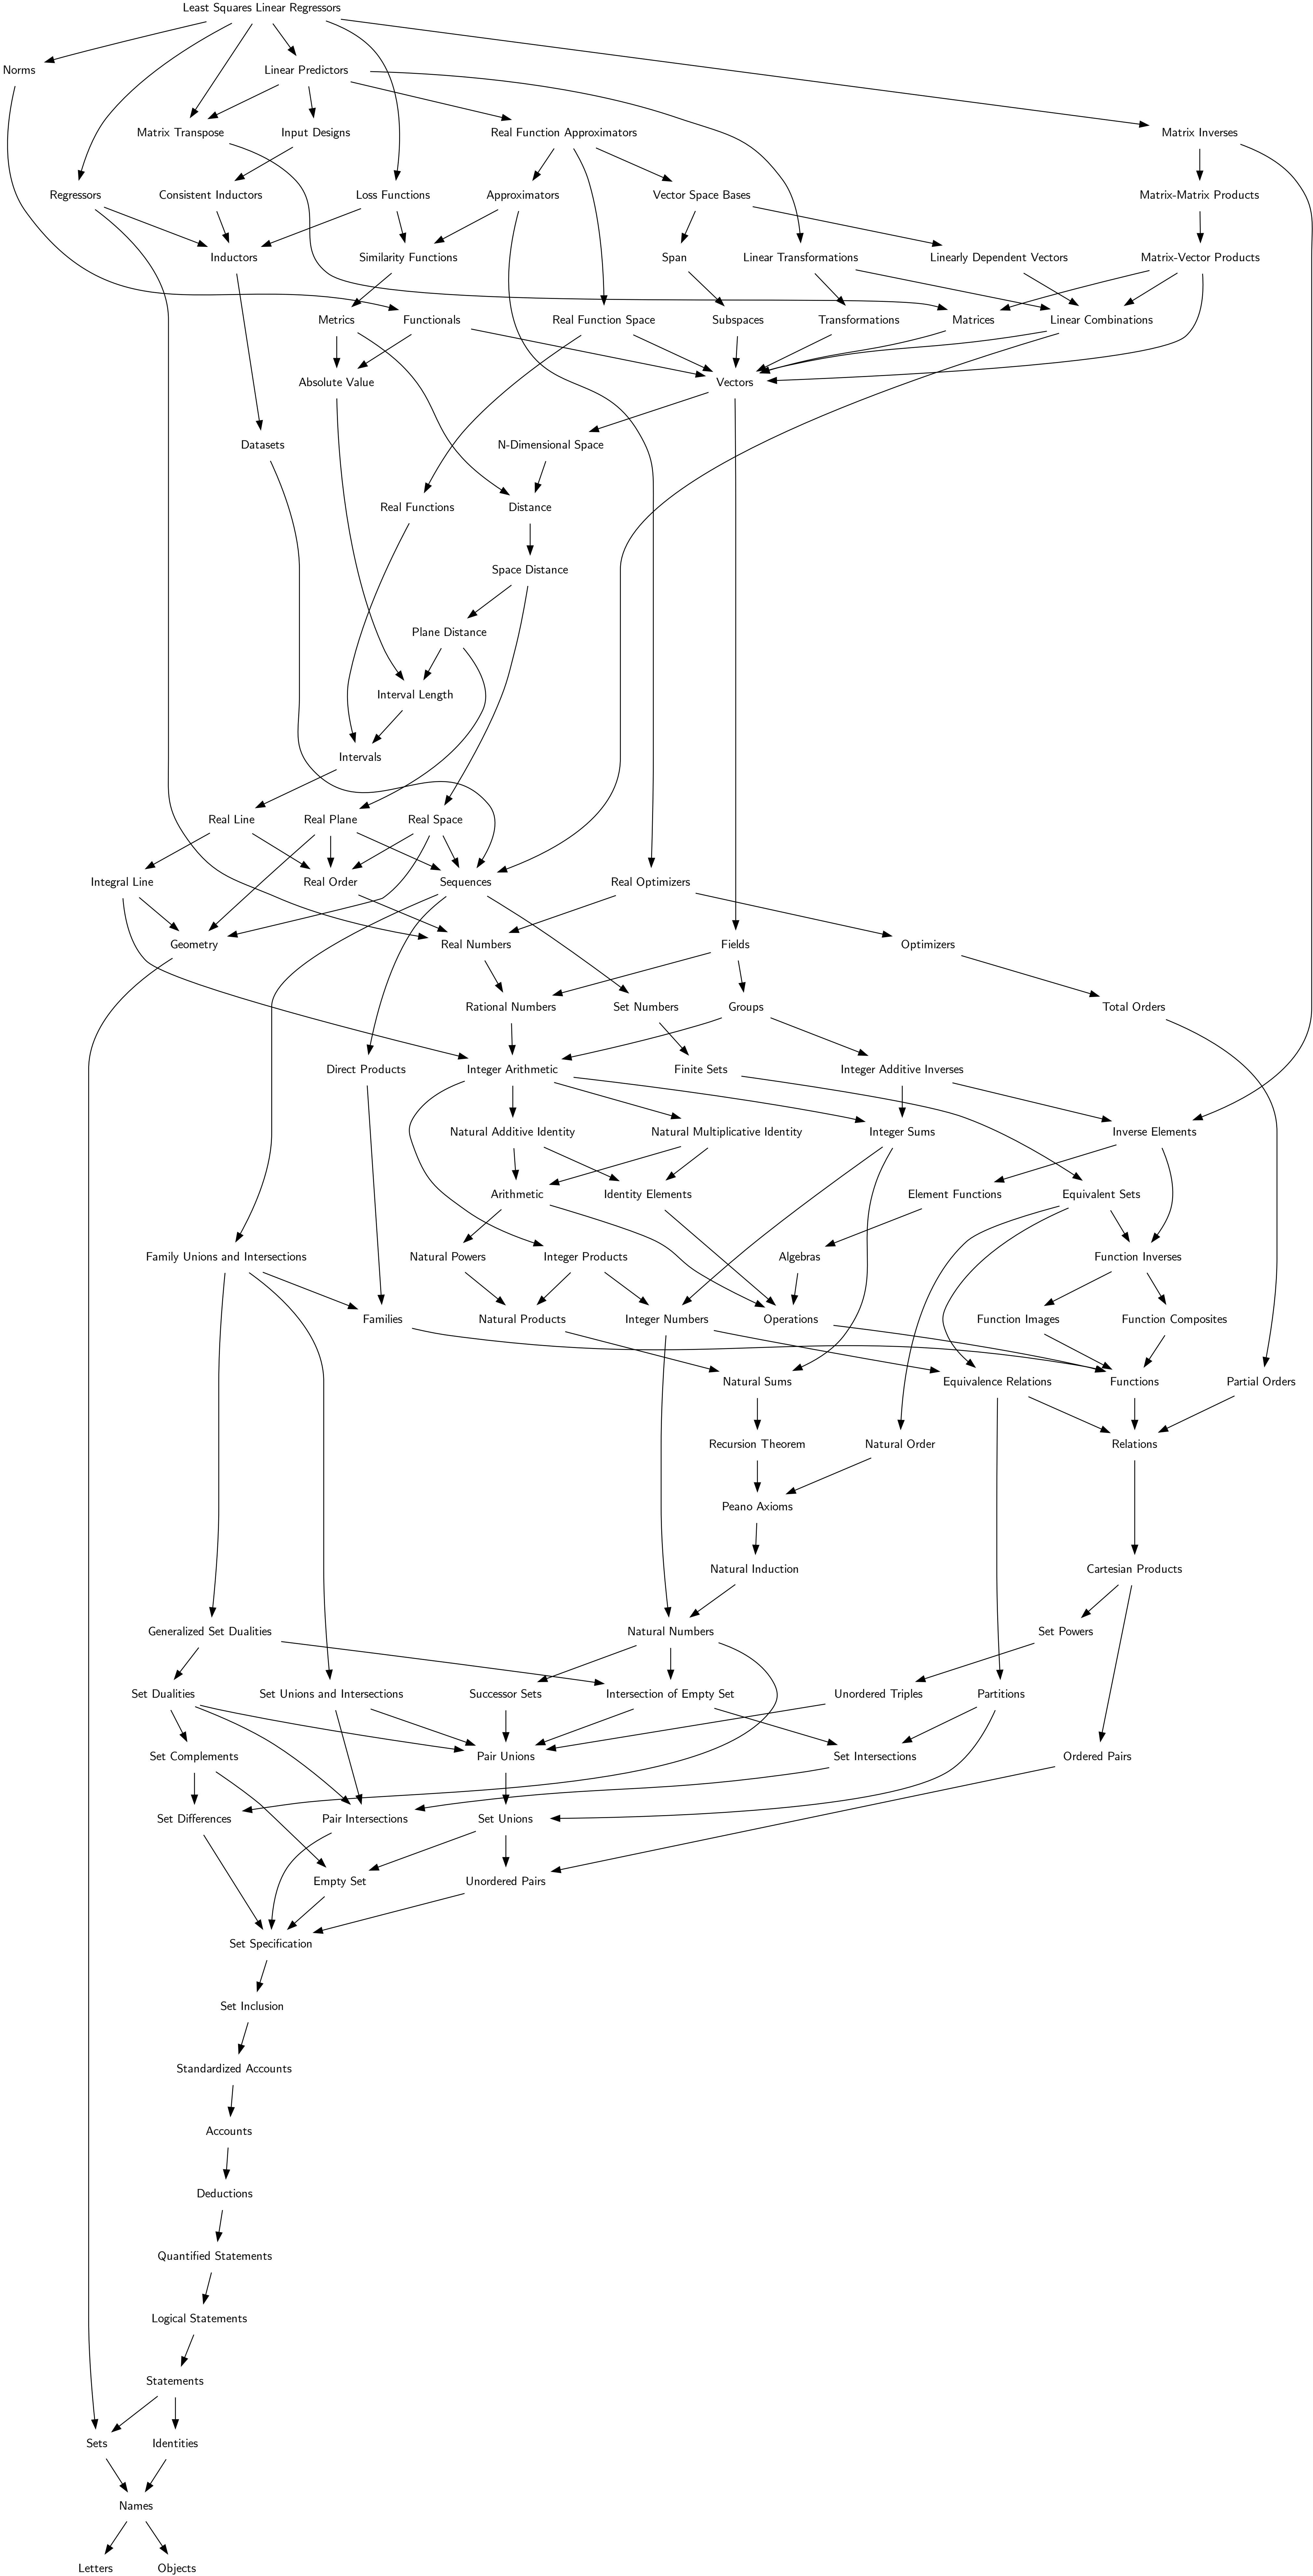 Least Squares Linear Regressors
Norms
Linear Predictors
Matrix Transpose
Input Designs
Real Function Approximators
Matrix Inverses
Regressors
Consistent Inductors
Loss Functions
Approximators
Vector Space Bases
Matrix-Matrix Products
Inductors
Similarity Functions
Span
Linear Transformations
Linearly Dependent Vectors
Matrix-Vector Products
Metrics
Functionals
Real Function Space
Subspaces
Transformations
Matrices
Linear Combinations
Absolute Value
Vectors
Datasets
N-Dimensional Space
Real Functions
Distance
Space Distance
Plane Distance
Interval Length
Intervals
Real Line
Real Plane
Real Space
Integral Line
Real Order
Sequences
Real Optimizers
Geometry
Real Numbers
Fields
Optimizers
Rational Numbers
Set Numbers
Groups
Total Orders
Direct Products
Integer Arithmetic
Finite Sets
Integer Additive Inverses
Natural Additive Identity
Natural Multiplicative Identity
Integer Sums
Inverse Elements
Arithmetic
Identity Elements
Element Functions
Equivalent Sets
Family Unions and Intersections
Natural Powers
Integer Products
Algebras
Function Inverses
Families
Natural Products
Integer Numbers
Operations
Function Images
Function Composites
Natural Sums
Equivalence Relations
Functions
Partial Orders
Recursion Theorem
Natural Order
Relations
Peano Axioms
Natural Induction
Cartesian Products
Generalized Set Dualities
Natural Numbers
Set Powers
Set Dualities
Set Unions and Intersections
Successor Sets
Intersection of Empty Set
Unordered Triples
Partitions
Set Complements
Pair Unions
Set Intersections
Ordered Pairs
Set Differences
Pair Intersections
Set Unions
Empty Set
Unordered Pairs
Set Specification
Set Inclusion
Standardized Accounts
Accounts
Deductions
Quantified Statements
Logical Statements
Statements
Sets
Identities
Names
Letters
Objects